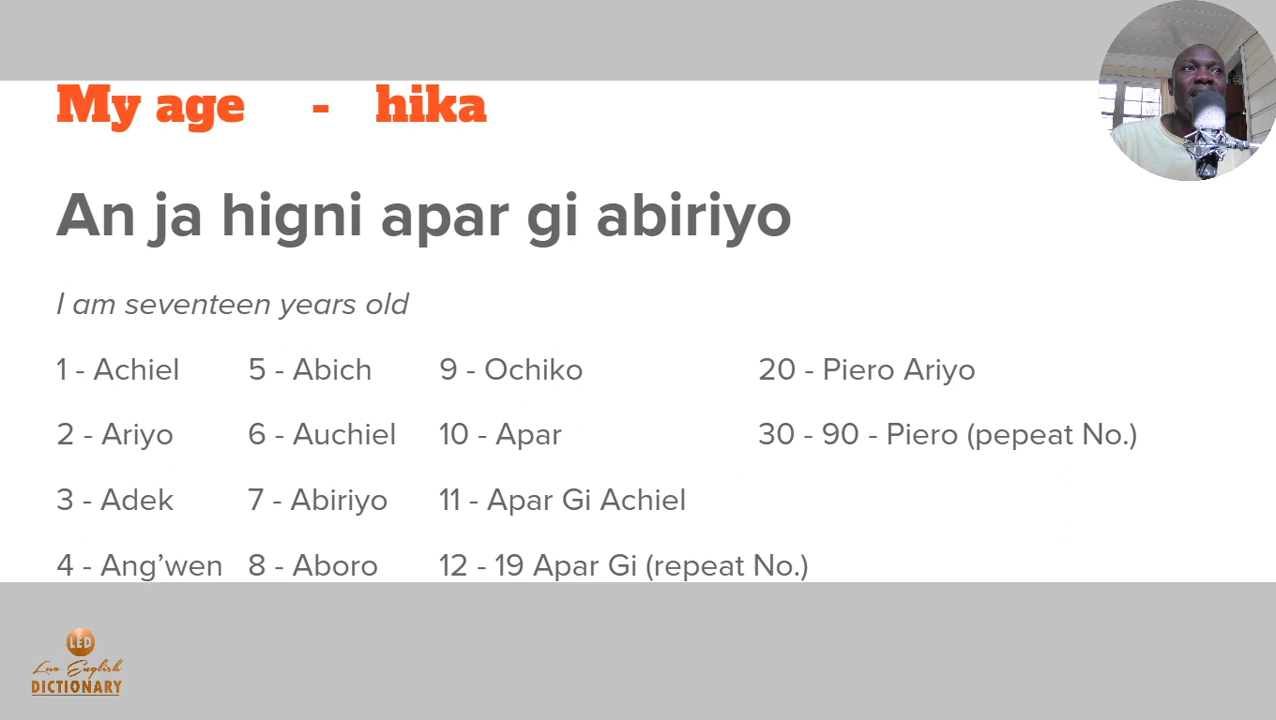 My age - hika
An ja higni apar gi abiriyo
I am seventeen years old
1 - Achiel 5 - Abich 9 - Ochiko 20 - Piero Ariyo
2 - Ariyo 6 - Auchiel 10 - Apar 30 - 90 - Piero (pepeat No.)
3 - Adek 7 - Abiriyo 11 - Apar Gi Achiel
4 - Ang’wen 8 - Aboro 12 - 19 Apar Gi (repeat No.)
LED
Luo English
DICTIONARY